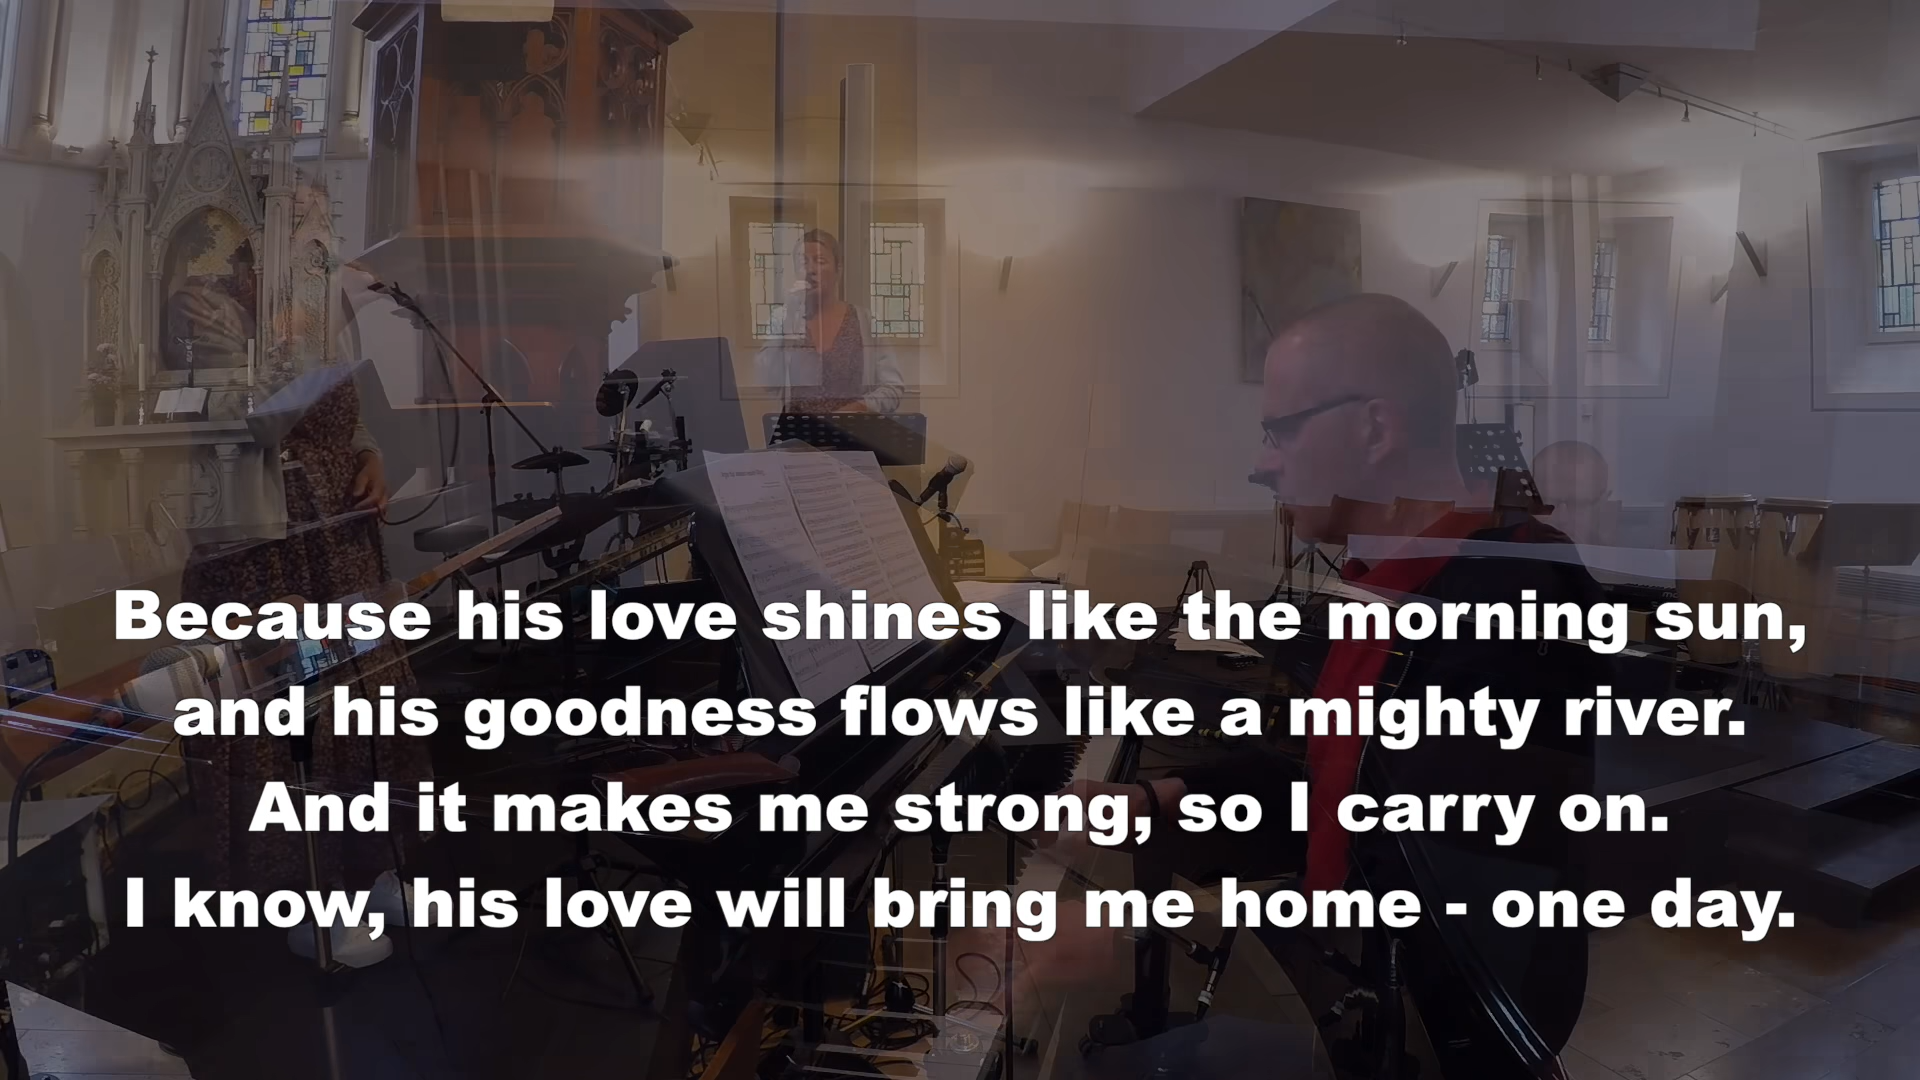 Because his love shines like the morning sun,
and his goodness flows like a mighty river.
And it makes me strong, so I carry on.
I know, his love will bring me home - one day.